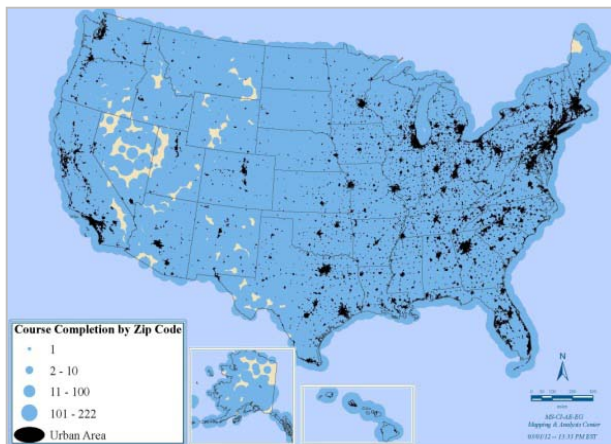 Course Completion by Zip Code
1
2 - 10
11 - 100
101 - 222
Urban Area
N
Mapping & Analysis Center